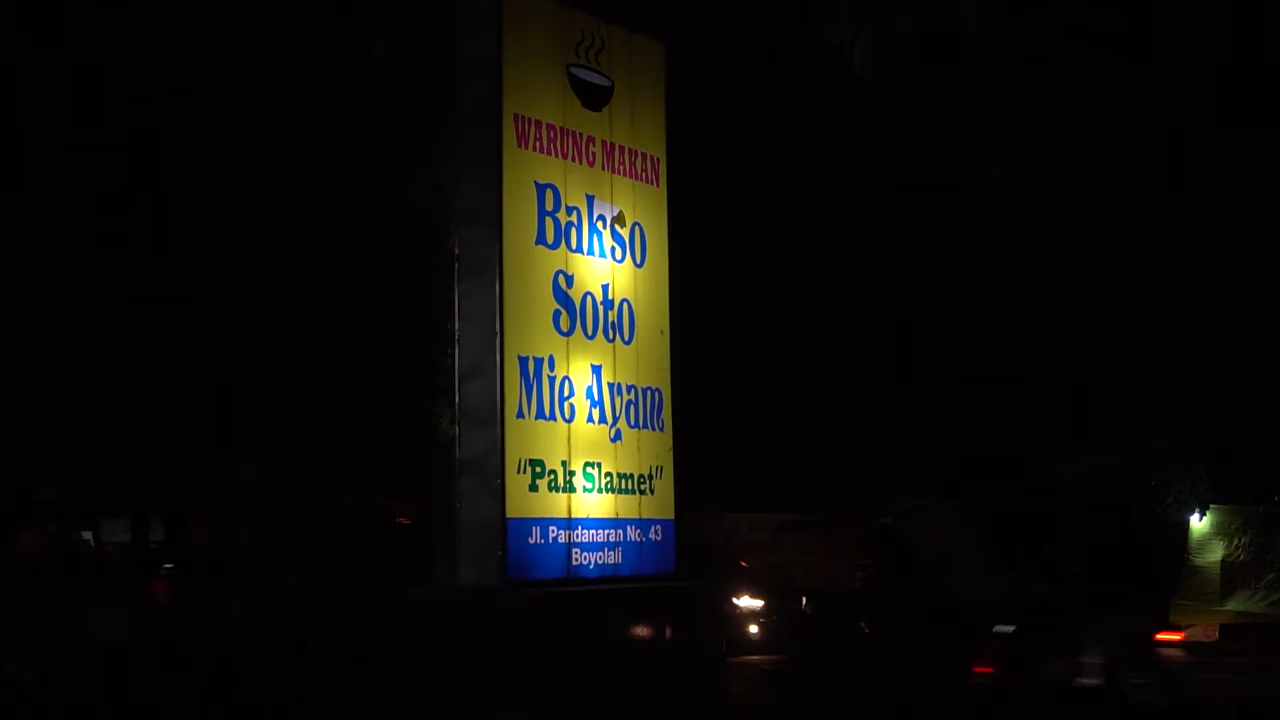 WARUNG MAKAN
Bakso
Soto
Mie Ayam
"Pak Slamet"
Jl. Pandanaran No. 43
Boyolali